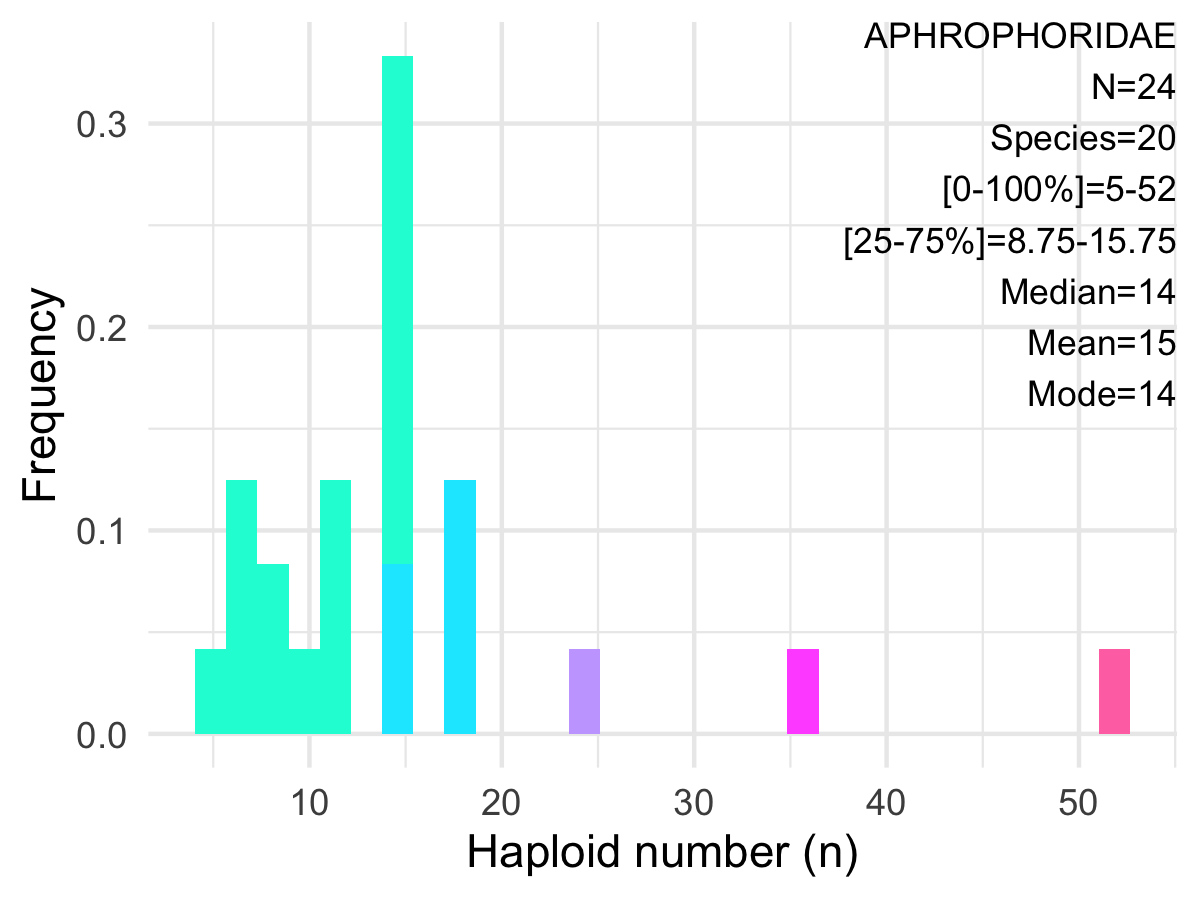 APHROPHORIDAE
N=24
Species=20
[0-100%]=5-52
[25-75%]=8.75-15.75
Median=14
Mean=15
Mode=14
Frequency
0.3
0.2
0.1
0.0
10 20 30 40 50
Haploid number (n)